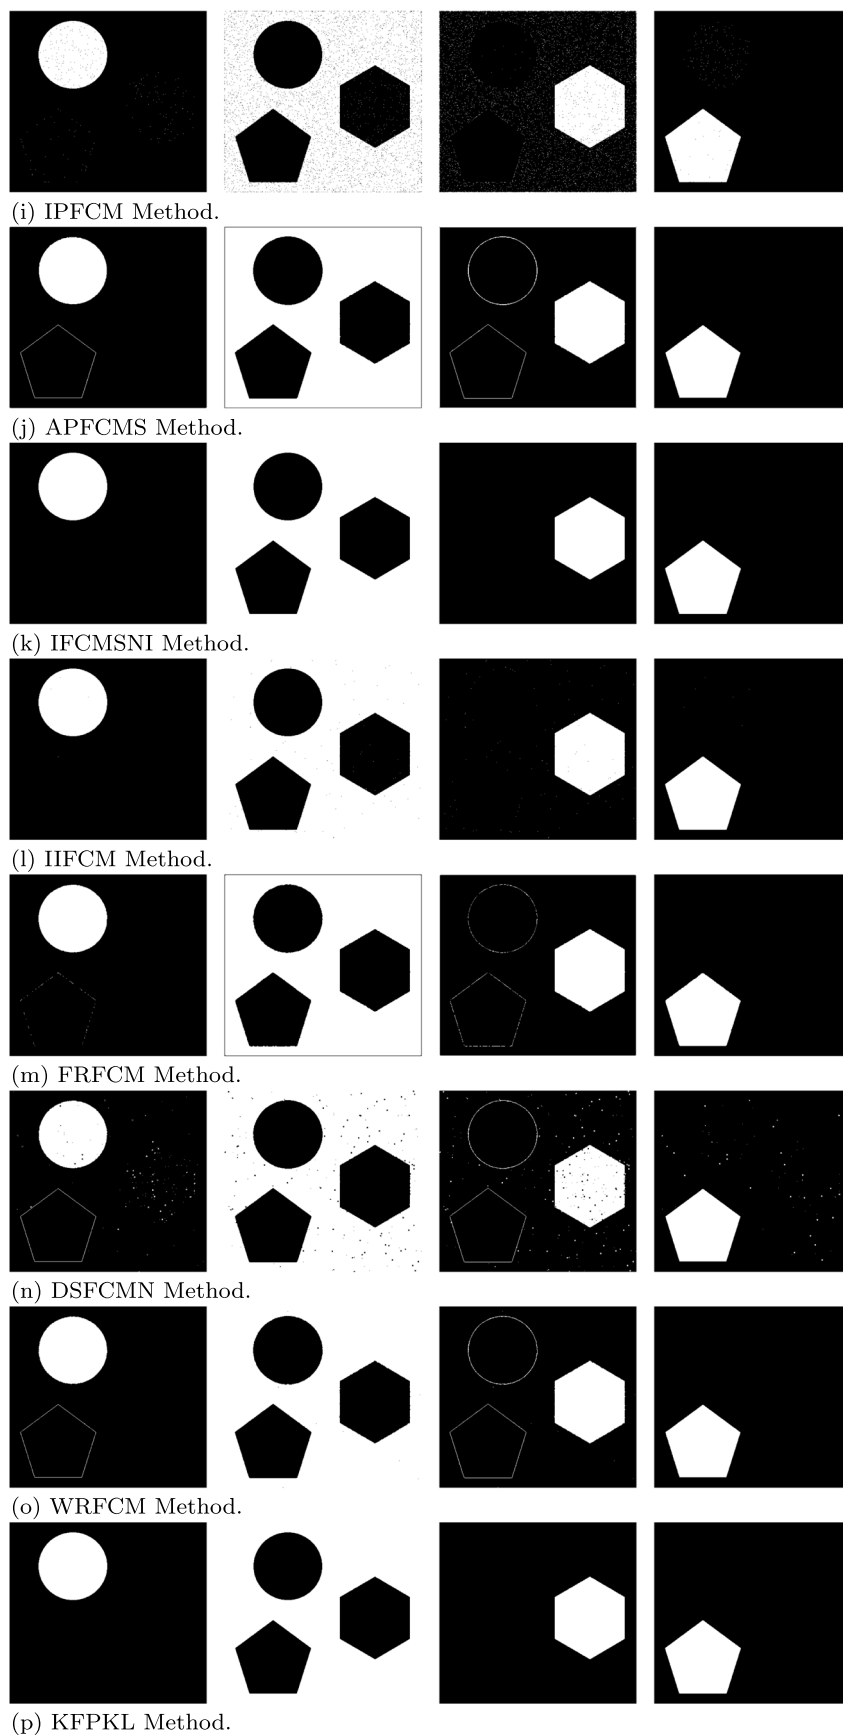 (i) IPFCM Method.
(j) APFCMS Method.
(k) IFCMSNI Method.
(l) IIFCM Method.
(m) FRFCM Method.
(n) DSFCMN Method.
(o) WRFCM Method.
(p) KFPKL Method.